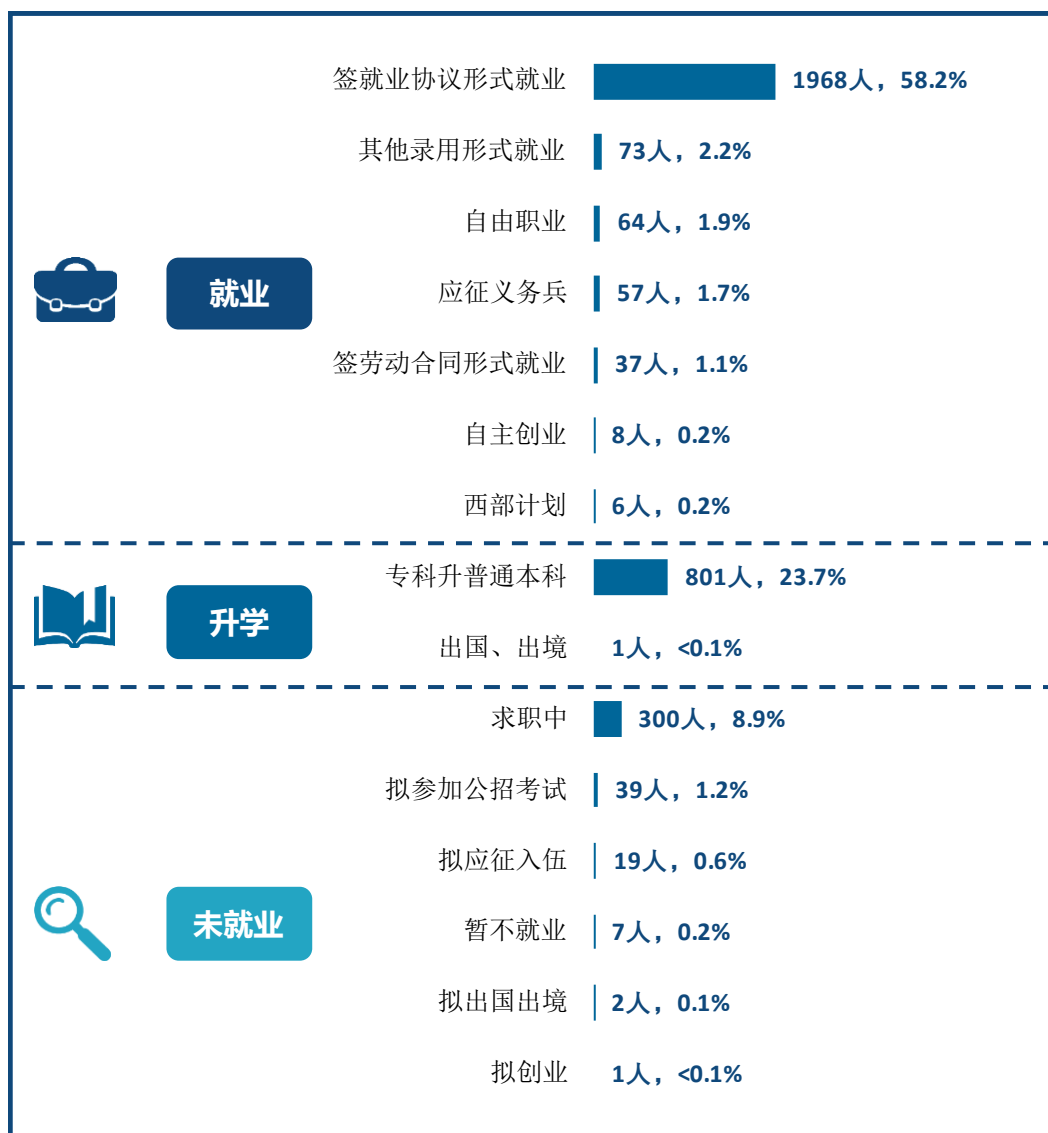 签就业协议形式就业 1968人，58.2%
其他录用形式就业 73人，2.2%
自由职业 64人，1.9%
就业
应征义务兵 57人，1.7%
签劳动合同形式就业 37人，1.1%
自主创业 8人，0.2%
西部计划 6人，0.2%
专科升普通本科 801人，23.7%
升学
出国、出境 1人，<0.1%
求职中 300人，8.9%
拟参加公招考试 39人，1.2%
拟应征入伍 19人，0.6%
未就业
暂不就业 7人，0.2%
拟出国出境 2人，0.1%
拟创业 1人，<0.1%